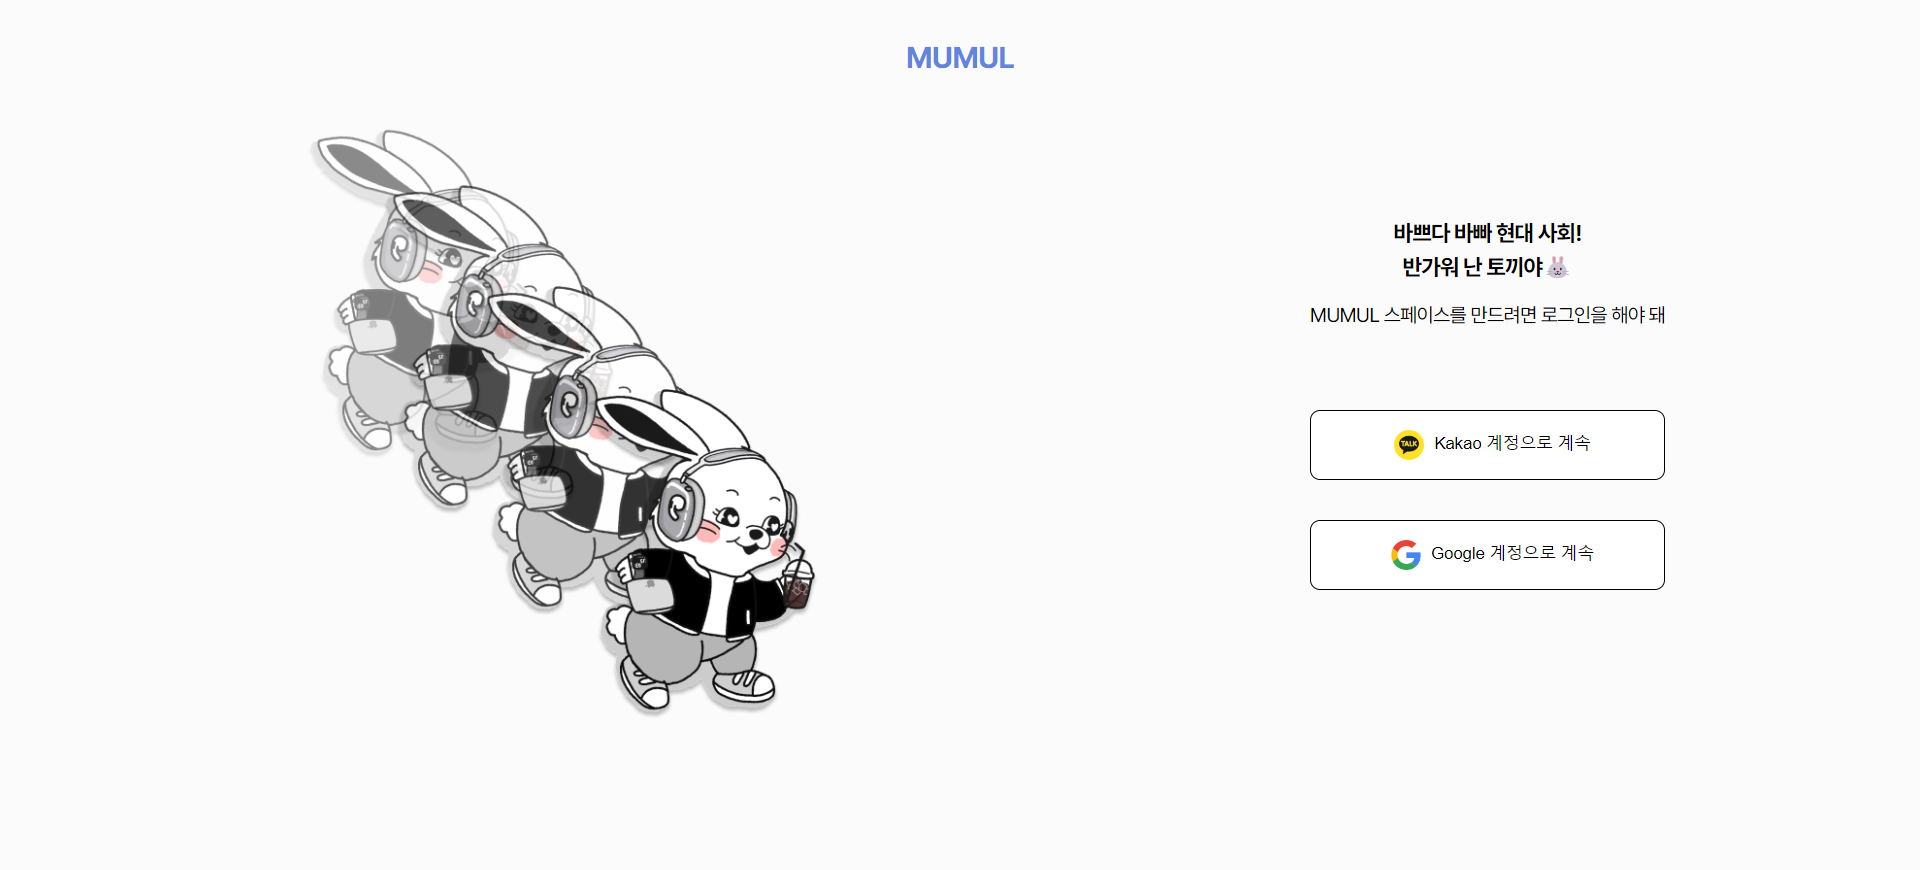 MUMUL
바쁘다 바빠 현대 사회!
반가워 난 토끼야🐰
MUMUL 스페이스를 만드려면 로그인을 해야 돼
TALK Kakao 계정으로 계속
Google 계정으로 계속